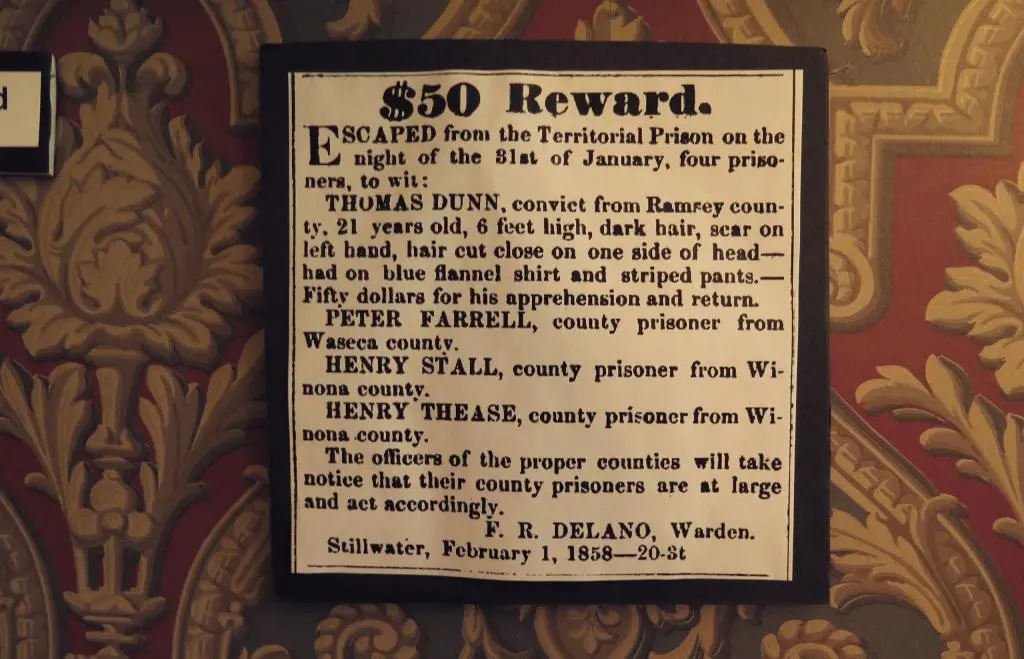 d
$50 Reward.
ESCAPED from the Territorial Prison on the
night of the 31st of January, four priso-
ners, to wit:
THOMAS DUNN, convict from Ramsey coun-
ty, 21 years old, 6 feet high, dark hair, scar on
left hand, hair cut close on one side of head—
had on blue flannel shirt and striped pants.—
Fifty dollars for his apprehension and return.
PETER FARRELL, county prisoner from
Waseca county.
HENRY STALL, county prisoner from Wi-
nona county.
HENRY THEASE, county prisoner from Wi-
nona county.
The officers of the proper counties will take
notice that their county prisoners are at large
and act accordingly.
F. R. DELANO, Warden.
Stillwater, February 1, 1858—20-3t